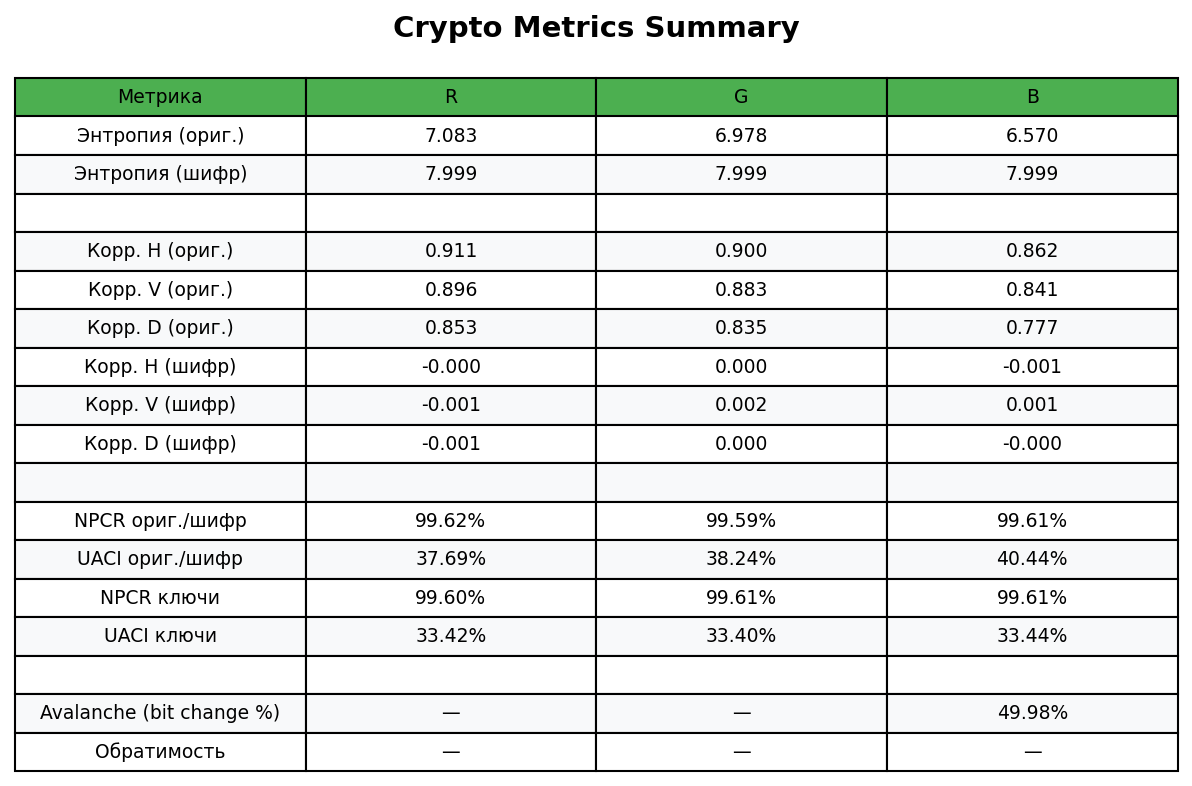 Crypto Metrics Summary
Метрика R G B
Энтропия (ориг.) 7.083 6.978 6.570
Энтропия (шифр) 7.999 7.999 7.999
Корр. H (ориг.) 0.911 0.900 0.862
Корр. V (ориг.) 0.896 0.883 0.841
Корр. D (ориг.) 0.853 0.835 0.777
Корр. H (шифр) -0.000 0.000 -0.001
Корр. V (шифр) -0.001 0.002 0.001
Корр. D (шифр) -0.001 0.000 -0.000
NPCR ориг./шифр 99.62% 99.59% 99.61%
UACI ориг./шифр 37.69% 38.24% 40.44%
NPCR ключи 99.60% 99.61% 99.61%
UACI ключи 33.42% 33.40% 33.44%
Avalanche (bit change %) — — 49.98%
Обратимость — — —